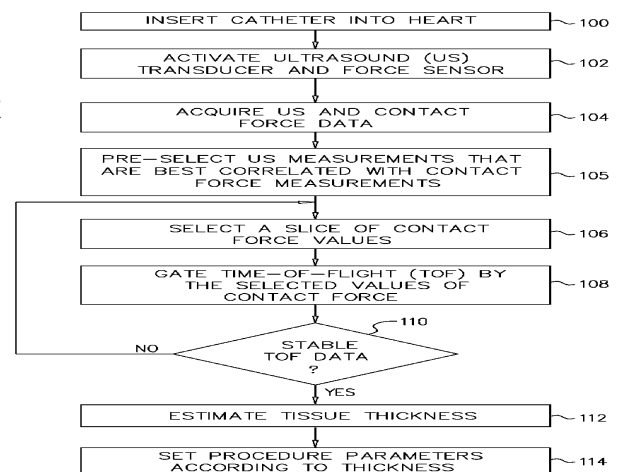 INSERT CATHETER INTO HEART
100
ACTIVATE ULTRASOUND (US)
TRANSDUCER AND FORCE SENSOR
102
ACQUIRE US AND CONTACT
FORCE DATA
104
PRE-SELECT US MEASUREMENTS THAT
ARE BEST CORRELATED WITH CONTACT
FORCE MEASUREMENTS
105
SELECT A SLICE OF CONTACT
FORCE VALUES
106
GATE TIME-OF-FLIGHT (TOF) BY
THE SELECTED VALUES OF
CONTACT FORCE
108
110
STABLE
TOF DATA
?
NO
YES
ESTIMATE TISSUE THICKNESS
112
SET PROCEDURE PARAMETERS
ACCORDING TO THICKNESS
114